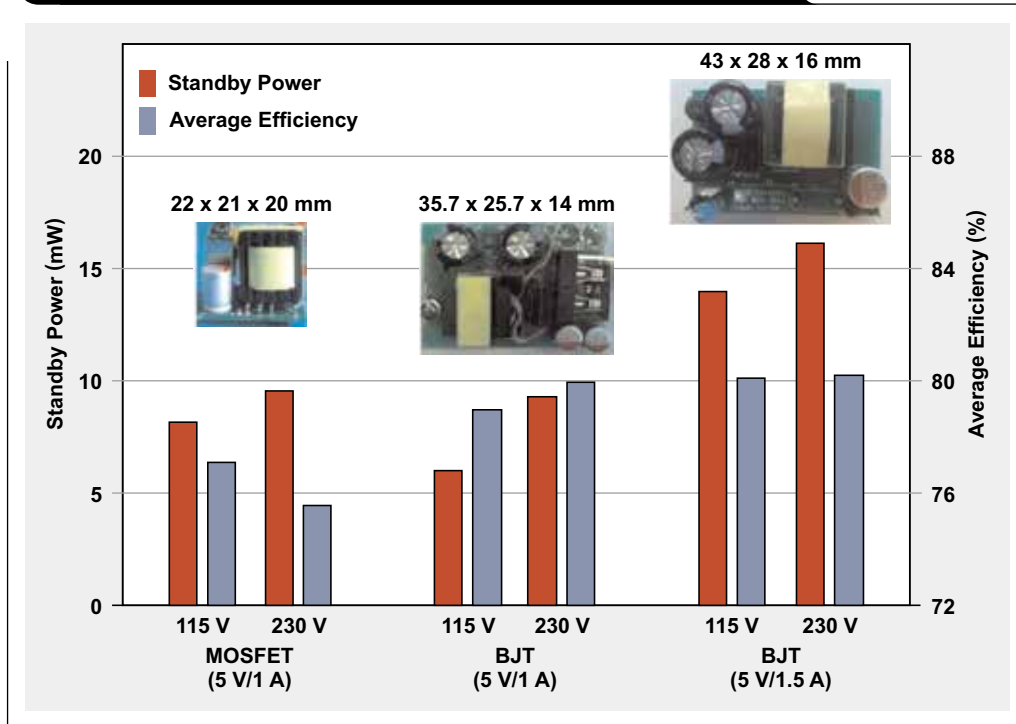 Standby Power
Average Efficiency
43 x 28 x 16 mm
22 x 21 x 20 mm
35.7 x 25.7 x 14 mm
Standby Power (mW)
20
15
10
5
0
Average Efficiency (%)
88
84
80
76
72
115 V 230 V 115 V 230 V 115 V 230 V
MOSFET BJT BJT
(5 V/1 A) (5 V/1 A) (5 V/1.5 A)